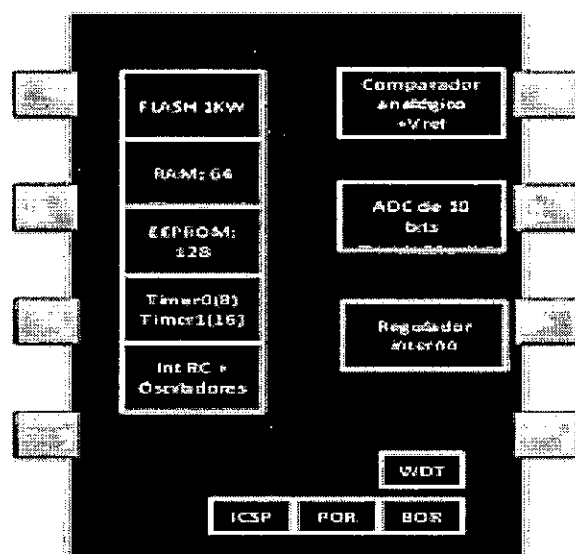 FLASH 1KW
RAM: 64
EEPROM:
128
Timer0(8)
Timer1(16)
Int RC +
Osciladores
Comparador
analógico
+Vref
ADC de 10
bits
Regulador
interno
WDT
ICSP
POR
BOR